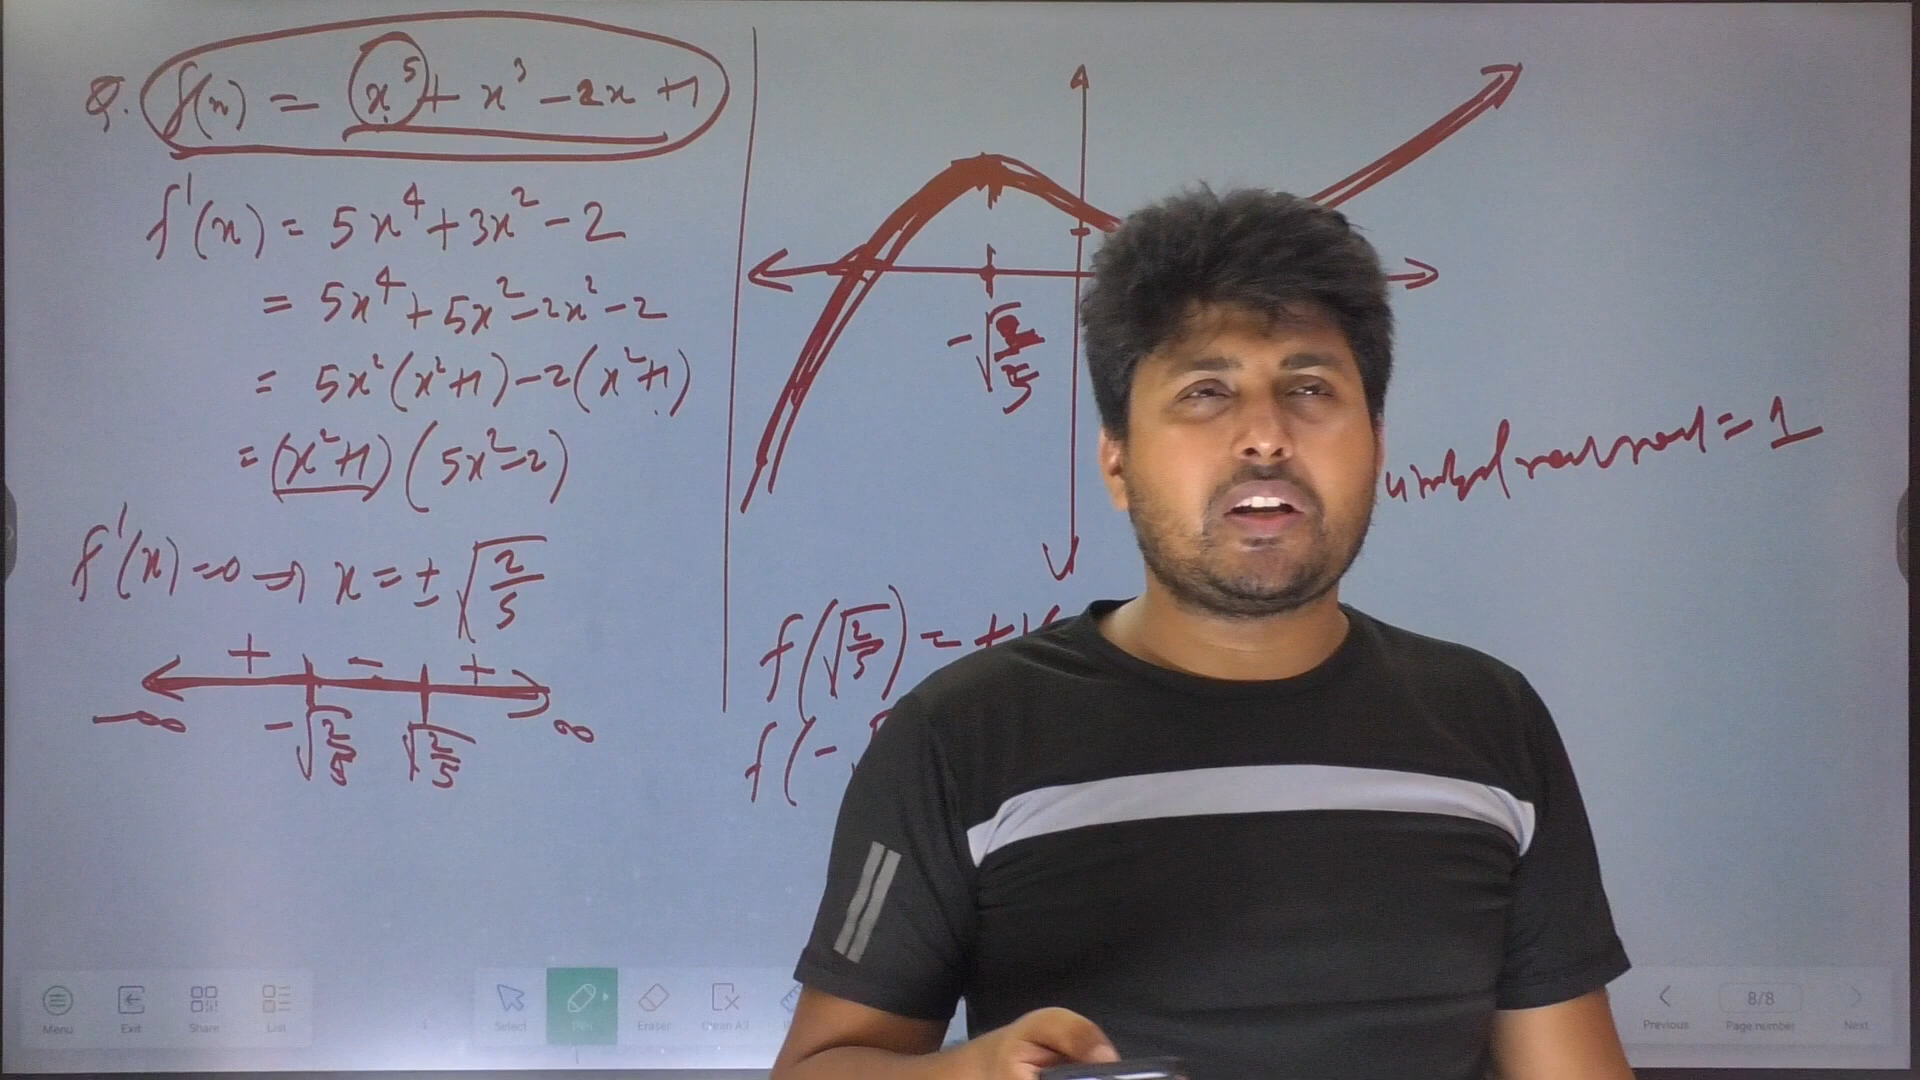 Q. f(x) = x⁵ + x³ - 2x + 1
f'(x) = 5x⁴ + 3x² - 2
= 5x⁴ + 5x² - 2x² - 2
= 5x²(x²+1) - 2(x²+1)
= (x²+1)(5x²-2)
f'(x) = 0 → x = ± √(2/5)
+ - +
-∞ -√(2/5) √(2/5) ∞
-√(2/5)
real root = 1
f(√(2/5)) = +v
f(-
Menu Exit Share List Select Pen Eraser Clean All
8/8
Previous Page number Next